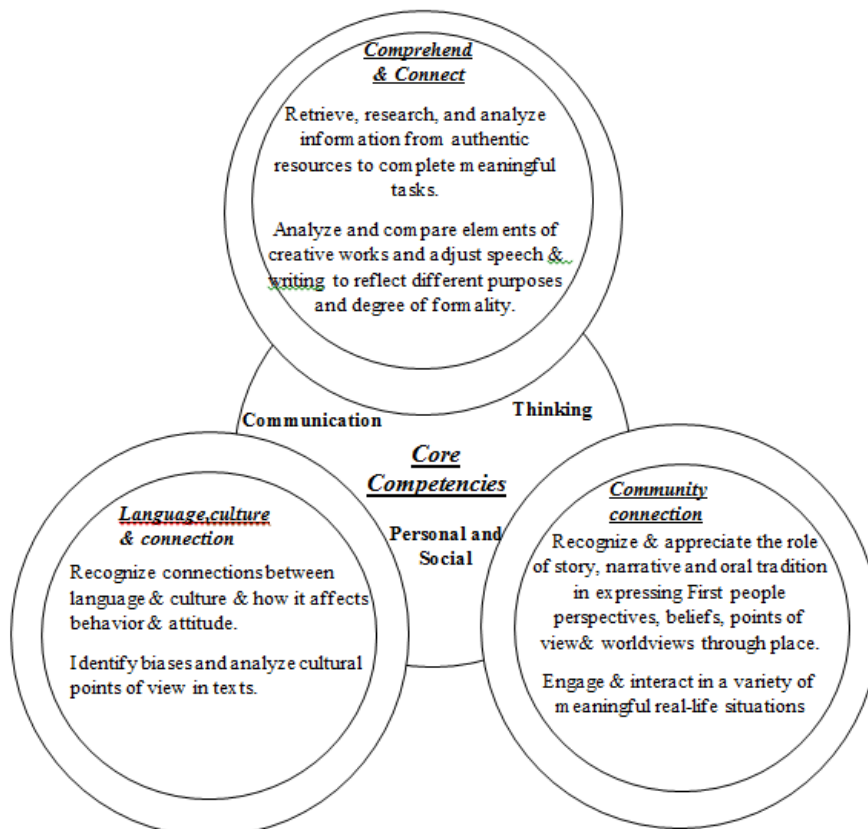 Comprehend
& Connect
Retrieve, research, and analyze
information from authentic
resources to complete meaningful
tasks.
Analyze and compare elements of
creative works and adjust speech &
writing to reflect different purposes
and degree of formality.
Communication
Thinking
Core
Competencies
Personal and
Social
Language,culture
& connection
Recognize connections between
language & culture & how it affects
behavior & attitude.
Identify biases and analyze cultural
points of view in texts.
Community
connection
Recognize & appreciate the role
of story, narrative and oral tradition
in expressing First people
perspectives, beliefs, points of
view& worldviews through place.
Engage & interact in a variety of
meaningful real-life situations